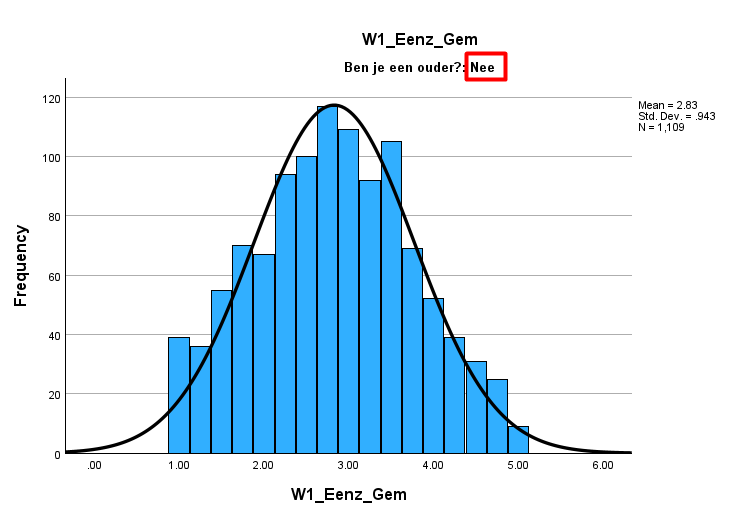 W1_Eenz_Gem
Ben je een ouder?: Nee
Mean = 2.83
Std. Dev. = .943
N = 1,109
120
100
80
60
40
20
0
Frequency
.00 1.00 2.00 3.00 4.00 5.00 6.00
W1_Eenz_Gem